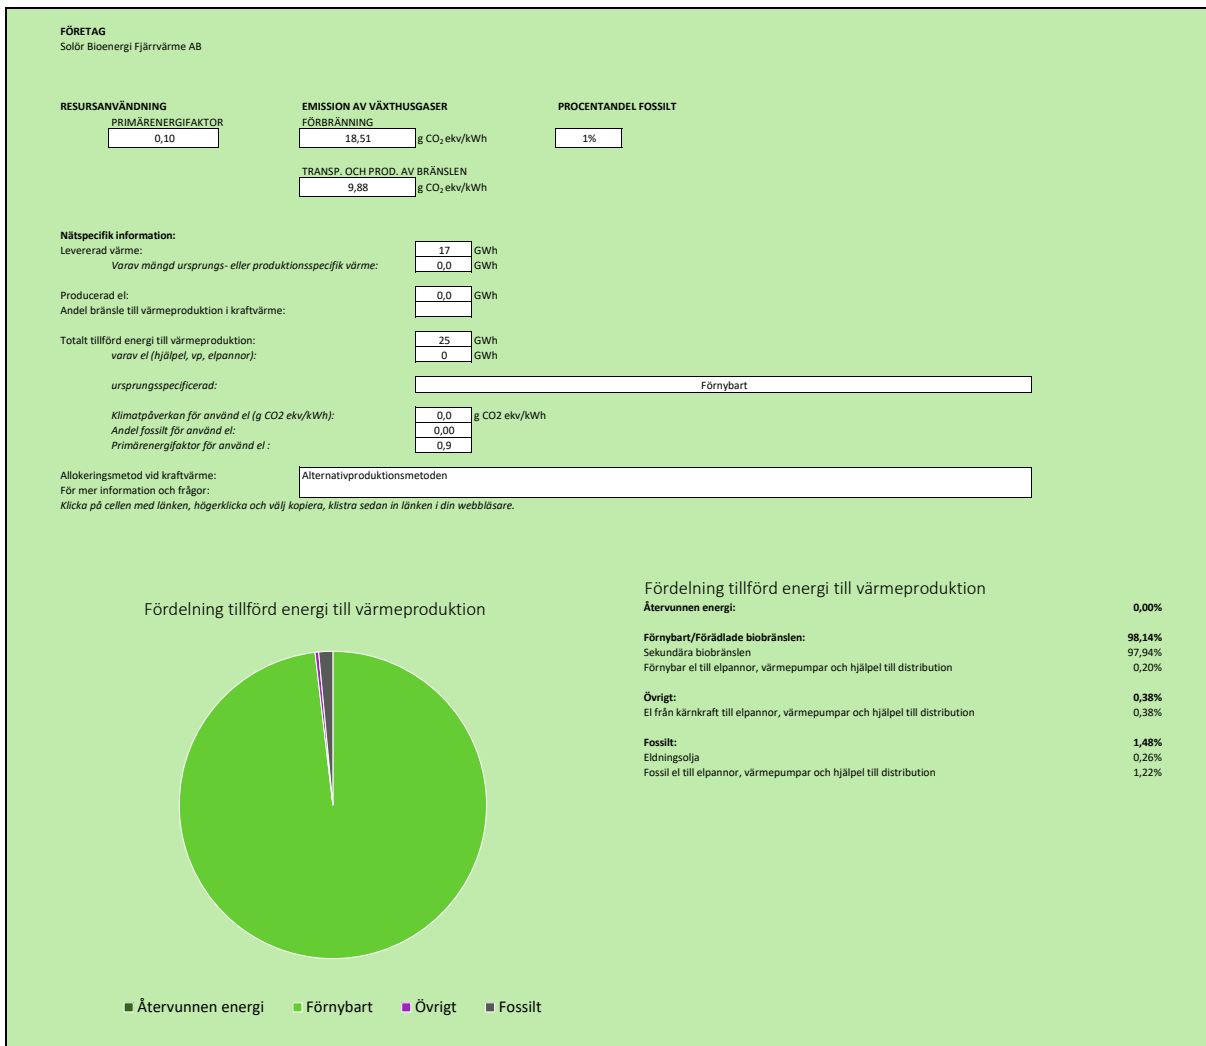 FÖRETAG
Solör Bioenergi Fjärrvärme AB
RESURSANVÄNDNING
EMISSION AV VÄXTHUSGASER
PROCENTANDEL FOSSILT
PRIMÄRENERGIFAKTOR
FÖRBRÄNNING
0,10
18,51 g CO2 ekv/kWh
1%
TRANSP. OCH PROD. AV BRÄNSLEN
9,88 g CO2 ekv/kWh
Nätspecifik information:
Levererad värme: 17 GWh
Varav mängd ursprungs- eller produktionsspecifik värme: 0,0 GWh
Producerad el: 0,0 GWh
Andel bränsle till värmeproduktion i kraftvärme:
Totalt tillförd energi till värmeproduktion: 25 GWh
varav el (hjälpel, vp, elpannor): 0 GWh
ursprungsspecificerad: Förnybart
Klimatpåverkan för använd el (g CO2 ekv/kWh): 0,0 g CO2 ekv/kWh
Andel fossilt för använd el: 0,00
Primärenergifaktor för använd el : 0,9
Allokeringsmetod vid kraftvärme: Alternativproduktionsmetoden
För mer information och frågor:
Klicka på cellen med länken, högerklicka och välj kopiera, klistra sedan in länken i din webbläsare.
Fördelning tillförd energi till värmeproduktion
Återvunnen energi
Förnybart
Övrigt
Fossilt
Fördelning tillförd energi till värmeproduktion
Återvunnen energi: 0,00%
Förnybart/Förädlade biobränslen: 98,14%
Sekundära biobränslen 97,94%
Förnybar el till elpannor, värmepumpar och hjälpel till distribution 0,20%
Övrigt: 0,38%
El från kärnkraft till elpannor, värmepumpar och hjälpel till distribution 0,38%
Fossilt: 1,48%
Eldningsolja 0,26%
Fossil el till elpannor, värmepumpar och hjälpel till distribution 1,22%